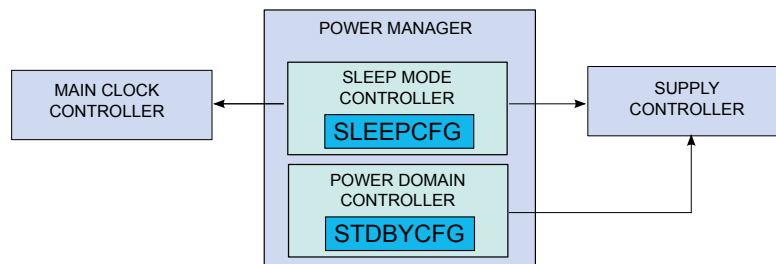 POWER MANAGER
MAIN CLOCK
CONTROLLER
SLEEP MODE
CONTROLLER
SLEEPCFG
SUPPLY
CONTROLLER
POWER DOMAIN
CONTROLLER
STDBYCFG